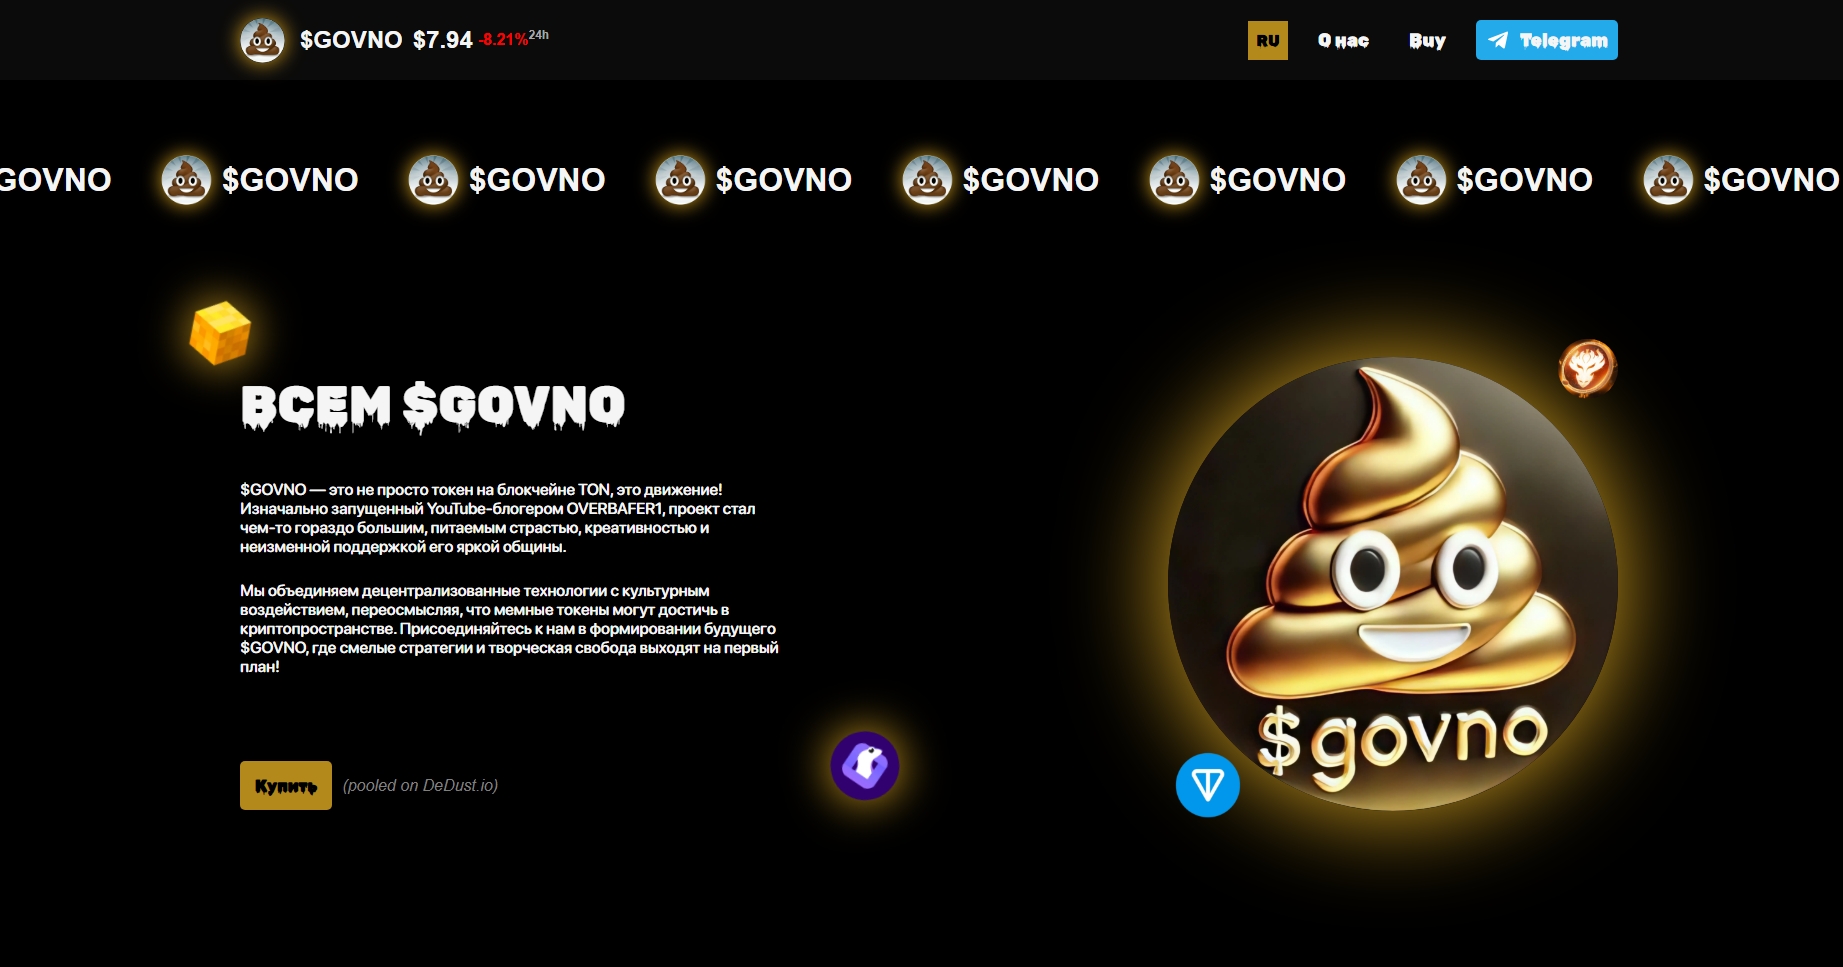 $GOVNO $7.94 -8.21% 24h
RU
О нас
Buy
Telegram
GOVNO $GOVNO $GOVNO $GOVNO $GOVNO $GOVNO $GOVNO $GOVNO
ВСЕМ $GOVNO
$GOVNO — это не просто токен на блокчейне TON, это движение!
Изначально запущенный YouTube-блогером OVERBAFER1, проект стал
чем-то гораздо большим, питаемым страстью, креативностью и
неизменной поддержкой его яркой общины.
Мы объединяем децентрализованные технологии с культурным
воздействием, переосмысляя, что мемные токены могут достичь в
криптопространстве. Присоединяйтесь к нам в формировании будущего
$GOVNO, где смелые стратегии и творческая свобода выходят на первый
план!
Купить (pooled on DeDust.io)
$govno